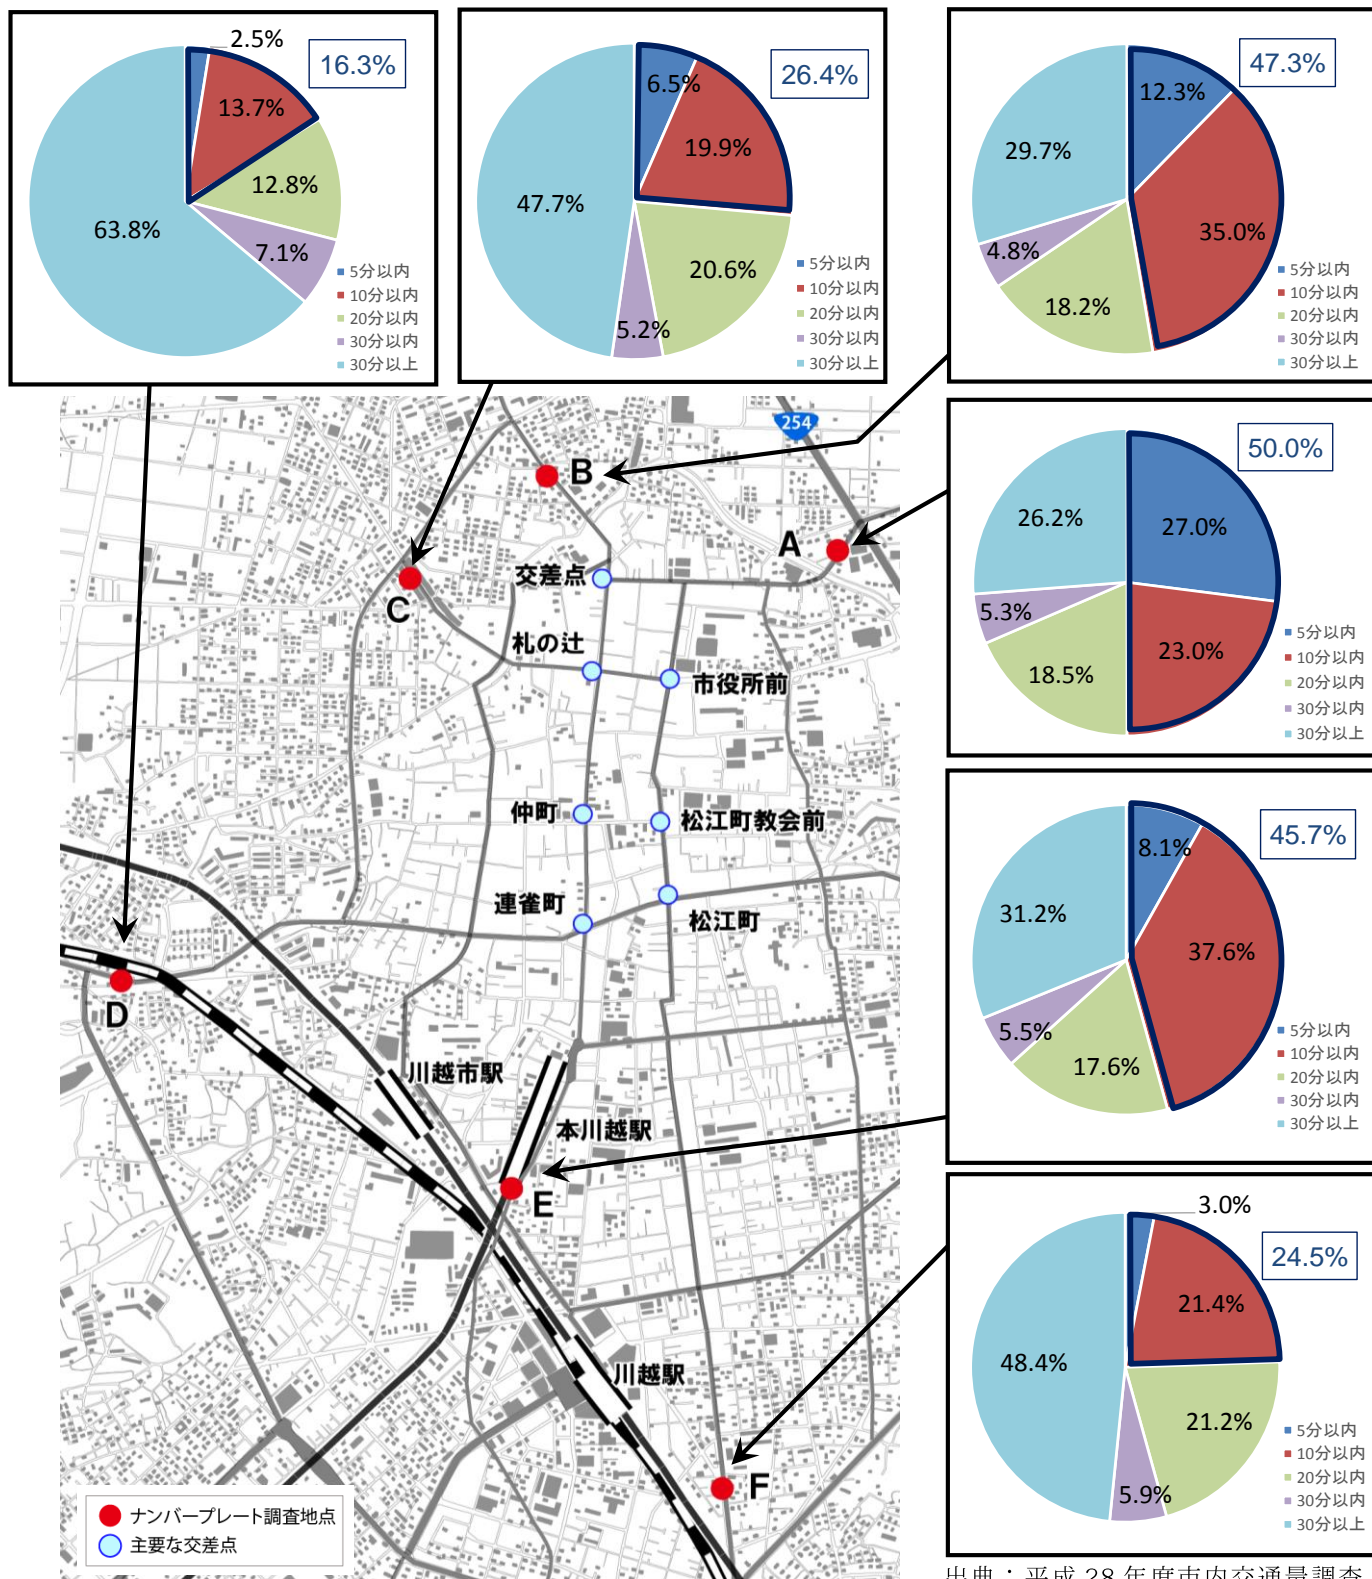 2.5%
16.3%
13.7%
12.8%
63.8%
7.1%
5分以内
10分以内
20分以内
30分以内
30分以上
6.5%
26.4%
19.9%
47.7%
20.6%
5.2%
5分以内
10分以内
20分以内
30分以内
30分以上
47.3%
12.3%
29.7%
35.0%
4.8%
18.2%
5分以内
10分以内
20分以内
30分以内
30分以上
50.0%
26.2%
27.0%
5.3%
23.0%
18.5%
5分以内
10分以内
20分以内
30分以内
30分以上
45.7%
8.1%
31.2%
37.6%
5.5%
17.6%
5分以内
10分以内
20分以内
30分以内
30分以上
3.0%
24.5%
21.4%
48.4%
21.2%
5.9%
5分以内
10分以内
20分以内
30分以内
30分以上
254
B
A
交差点
C
札の辻
市役所前
仲町
松江町教会前
連雀町
松江町
D
川越市駅
本川越駅
E
川越駅
F
ナンバープレート調査地点
主要な交差点
出典：平成 28 年度市内交通量調査